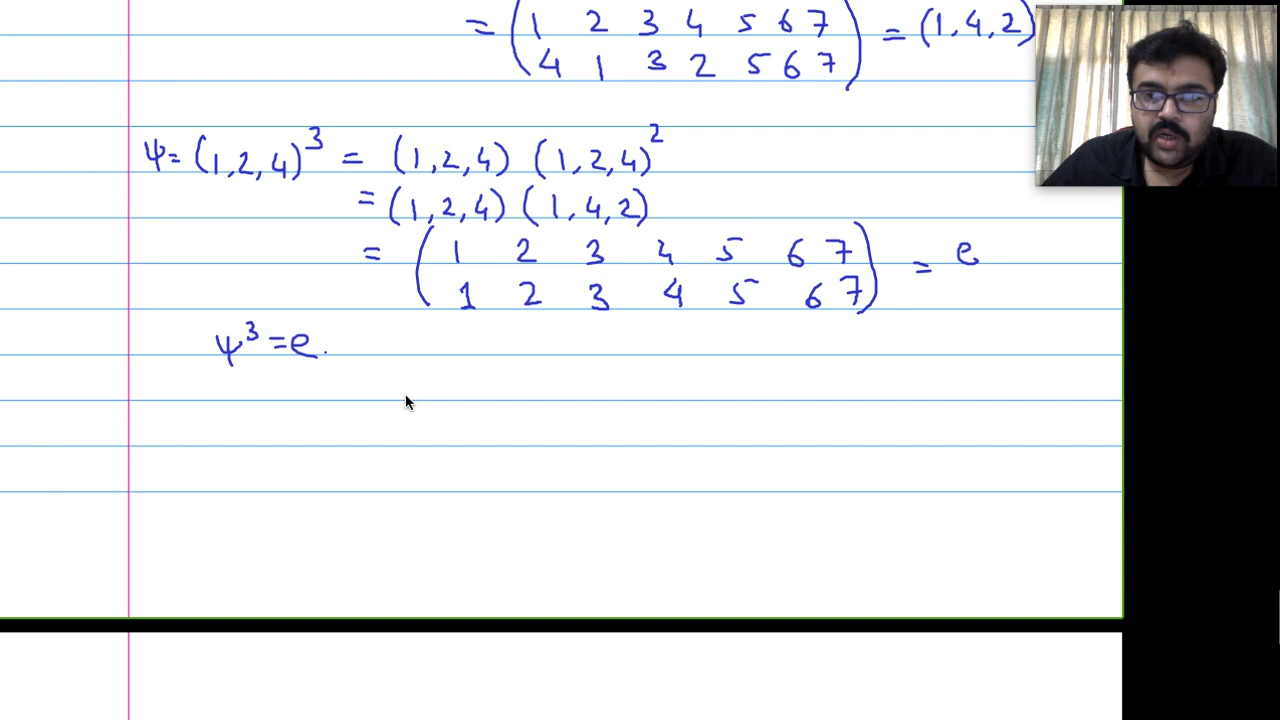 = (1 2 3 4 5 6 7 = (1,4,2)
4 1 3 2 5 6 7)
ψ= (1,2,4)^3 = (1,2,4) (1,2,4)^2
= (1,2,4) (1,4,2)
= (1 2 3 4 5 6 7 = e
1 2 3 4 5 6 7)
ψ^3 = e.